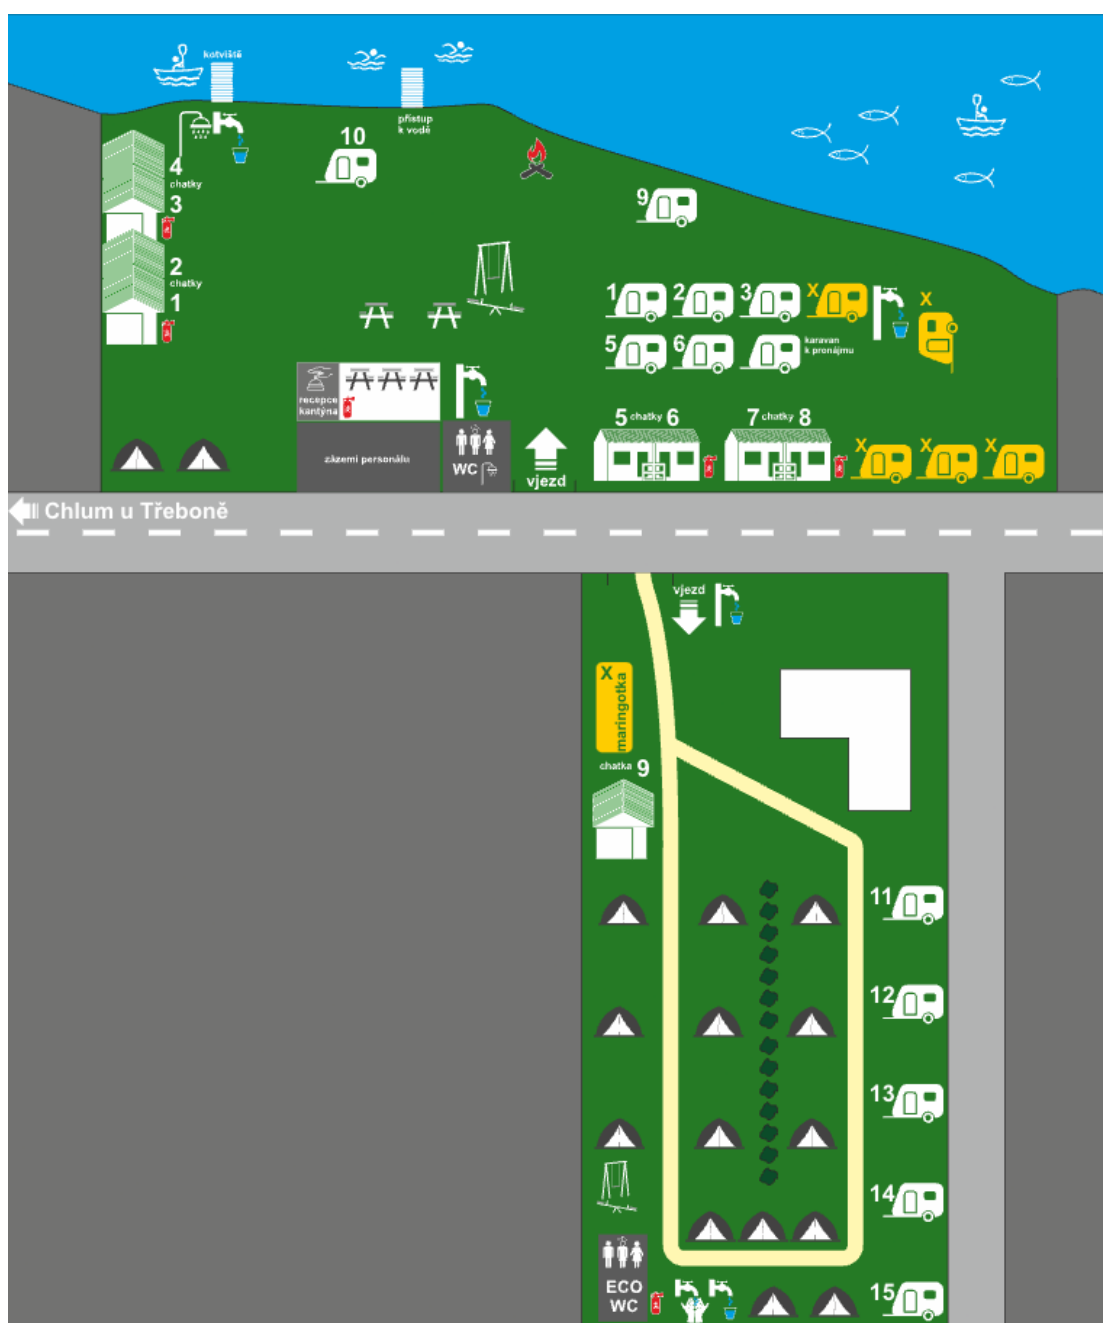 kotviště
přístup
k vodě
10
4
chatky
3
9
2
chatky
1
1 2 3 X
X
5 6
karavan
k pronájmu
recepce
kantýna
5 chatky 6
7 chatky 8
zázemí personálu
WC
vjezd
X X X
Chlum u Třeboně
vjezd
X
maringotka
chatka 9
11
12
13
14
ECO
WC
15